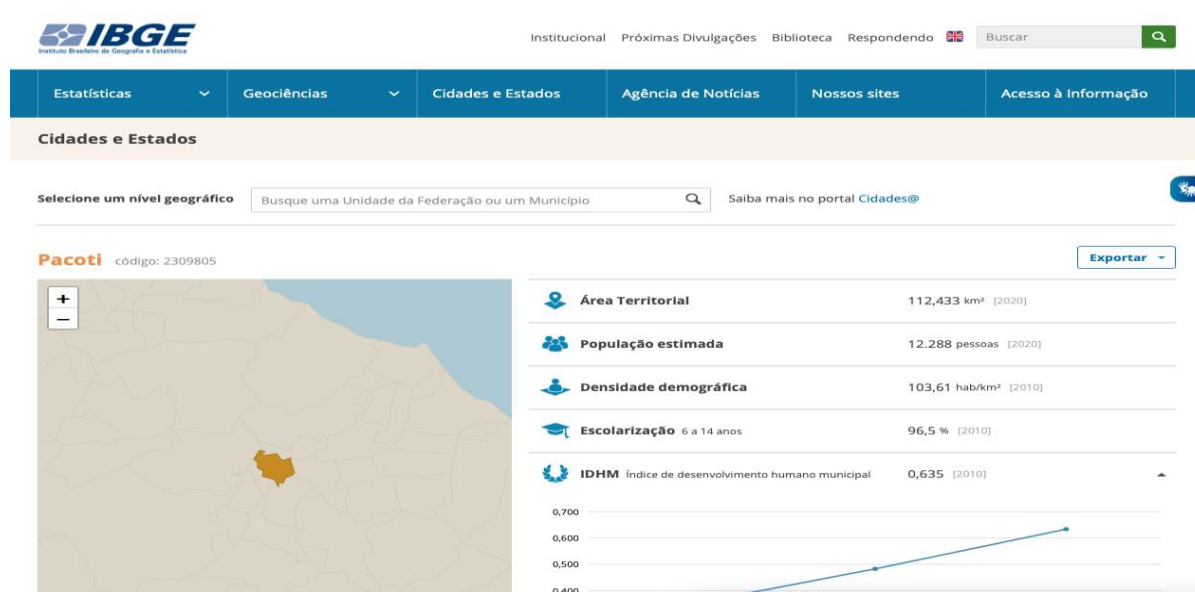 IBGE
Instituto Brasileiro de Geografia e Estatística
Institucional Próximas Divulgações Biblioteca Respondendo Buscar
Estatísticas Geociências Cidades e Estados Agência de Notícias Nossos sites Acesso à Informação
Cidades e Estados
Selecione um nível geográfico Busque uma Unidade da Federação ou um Município Saiba mais no portal Cidades@
Pacoti código: 2309805 Exportar
+
−
Área Territorial 112,433 km² [2020]
População estimada 12.288 pessoas [2020]
Densidade demográfica 103,61 hab/km² [2010]
Escolarização 6 a 14 anos 96,5 % [2010]
IDHM Índice de desenvolvimento humano municipal 0,635 [2010]
0,700
0,600
0,500
0,400